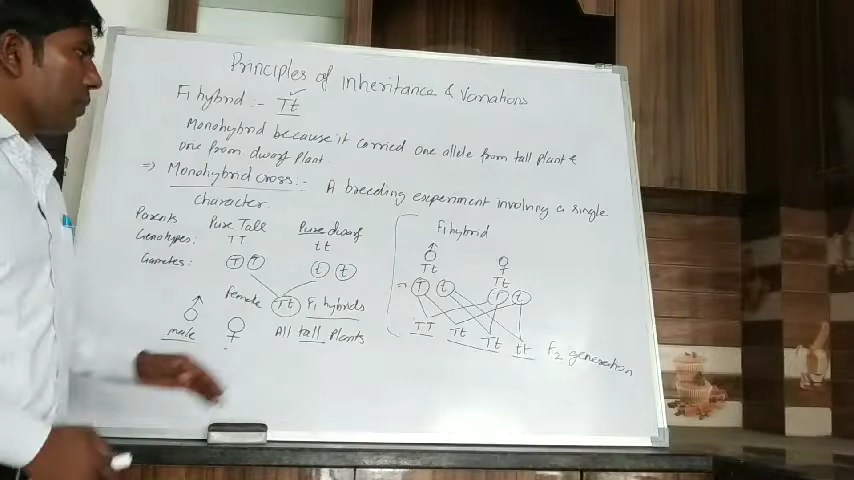 Principles of Inheritance & Variations
F1 hybrid :- Tt
Monohybrid because it carried one allele from tall plant &
one from dwarf plant.
=> Monohybrid cross:- A breeding experiment involving a single
character.
Parents Pure Tall Pure dwarf
Genotypes: TT tt
Gametes: T T t t
Female Tt F1 hybrids
♂ ♀ All tall plants
male
F1 hybrid
♂ ♀
Tt Tt
=> T t T t
TT Tt Tt tt F2 generation